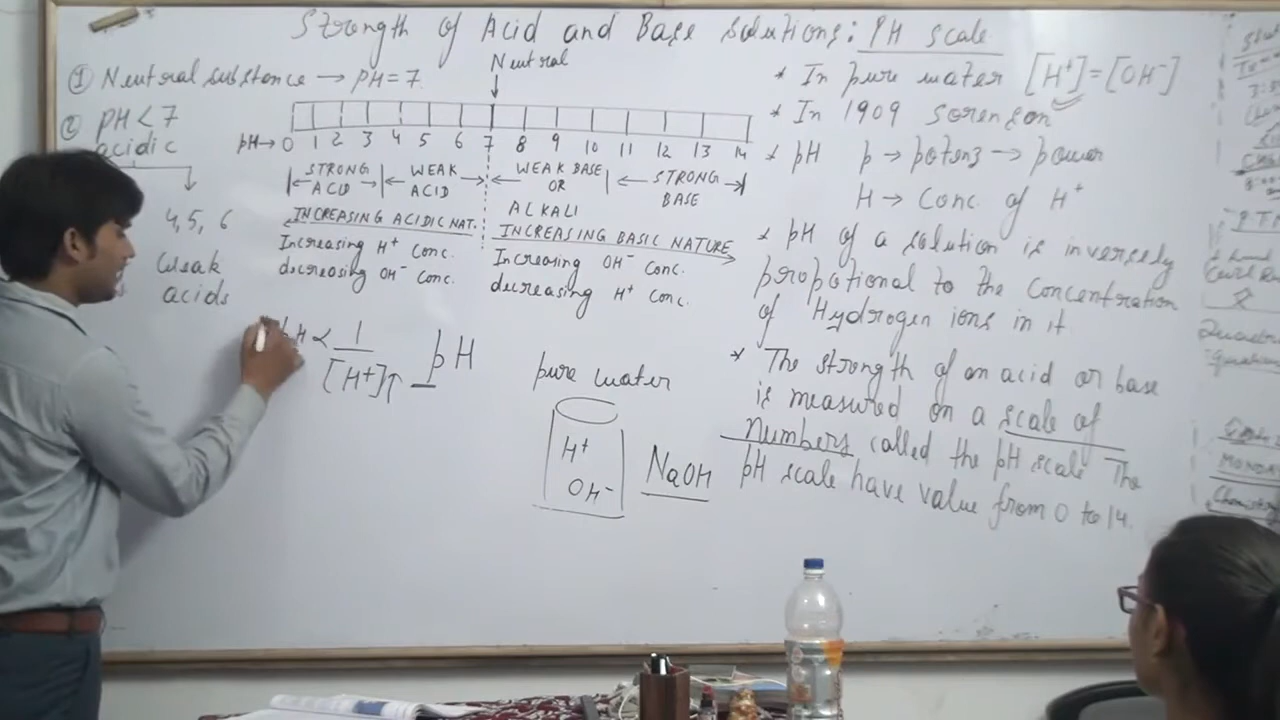 Strength of Acid and Base solutions: PH scale
① Neutral substance → PH = 7.
② PH < 7
acidic
4, 5, 6
Weak
acids
Neutral
pH→ 0 1 2 3 4 5 6 7 8 9 10 11 12 13 14
STRONG ACID
WEAK ACID
WEAK BASE OR ALKALI
STRONG BASE
INCREASING ACIDIC NAT.
Increasing H⁺ Conc.
decreasing OH⁻ Conc.
INCREASING BASIC NATURE
Increasing OH⁻ Conc.
decreasing H⁺ Conc.
pH ∝ 1/[H⁺]↑
pH
pure water
H⁺
OH⁻
NaOH
* In pure water [H⁺] = [OH⁻]
* In 1909 Sorenson
* pH p → potenz → power
H → Conc. of H⁺
* pH of a solution is inversely
propotional to the concentration
of Hydrogen ions in it.
* The strength of an acid or base
is measured on a scale of
numbers called the pH scale The
pH scale have value from 0 to 14.
MONDA
Chemistry